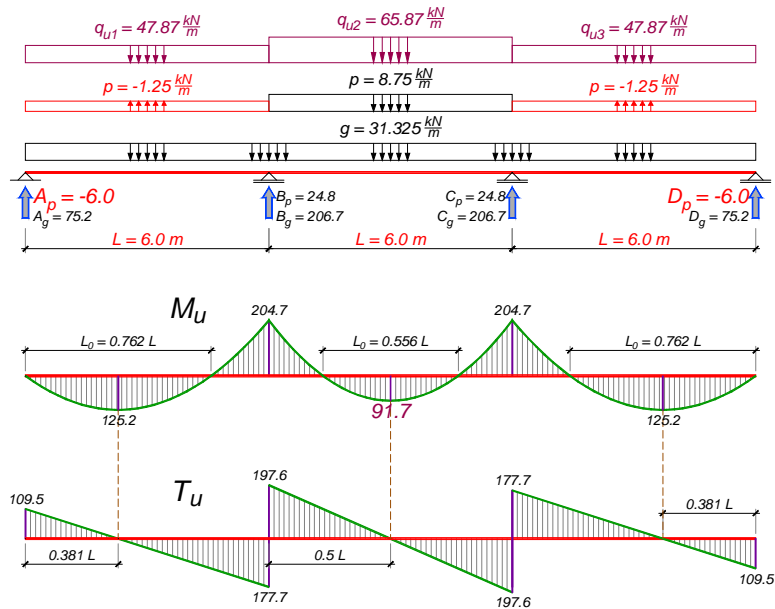 q_u1 = 47.87 kN/m
q_u2 = 65.87 kN/m
q_u3 = 47.87 kN/m
p = -1.25 kN/m
p = 8.75 kN/m
p = -1.25 kN/m
g = 31.325 kN/m
A_p = -6.0
A_g = 75.2
B_p = 24.8
B_g = 206.7
C_p = 24.8
C_g = 206.7
D_p = -6.0
D_g = 75.2
L = 6.0 m
L = 6.0 m
L = 6.0 m
M_u
204.7
204.7
L_0 = 0.762 L
L_0 = 0.556 L
L_0 = 0.762 L
125.2
91.7
125.2
T_u
109.5
197.6
177.7
0.381 L
0.381 L
0.5 L
177.7
197.6
109.5